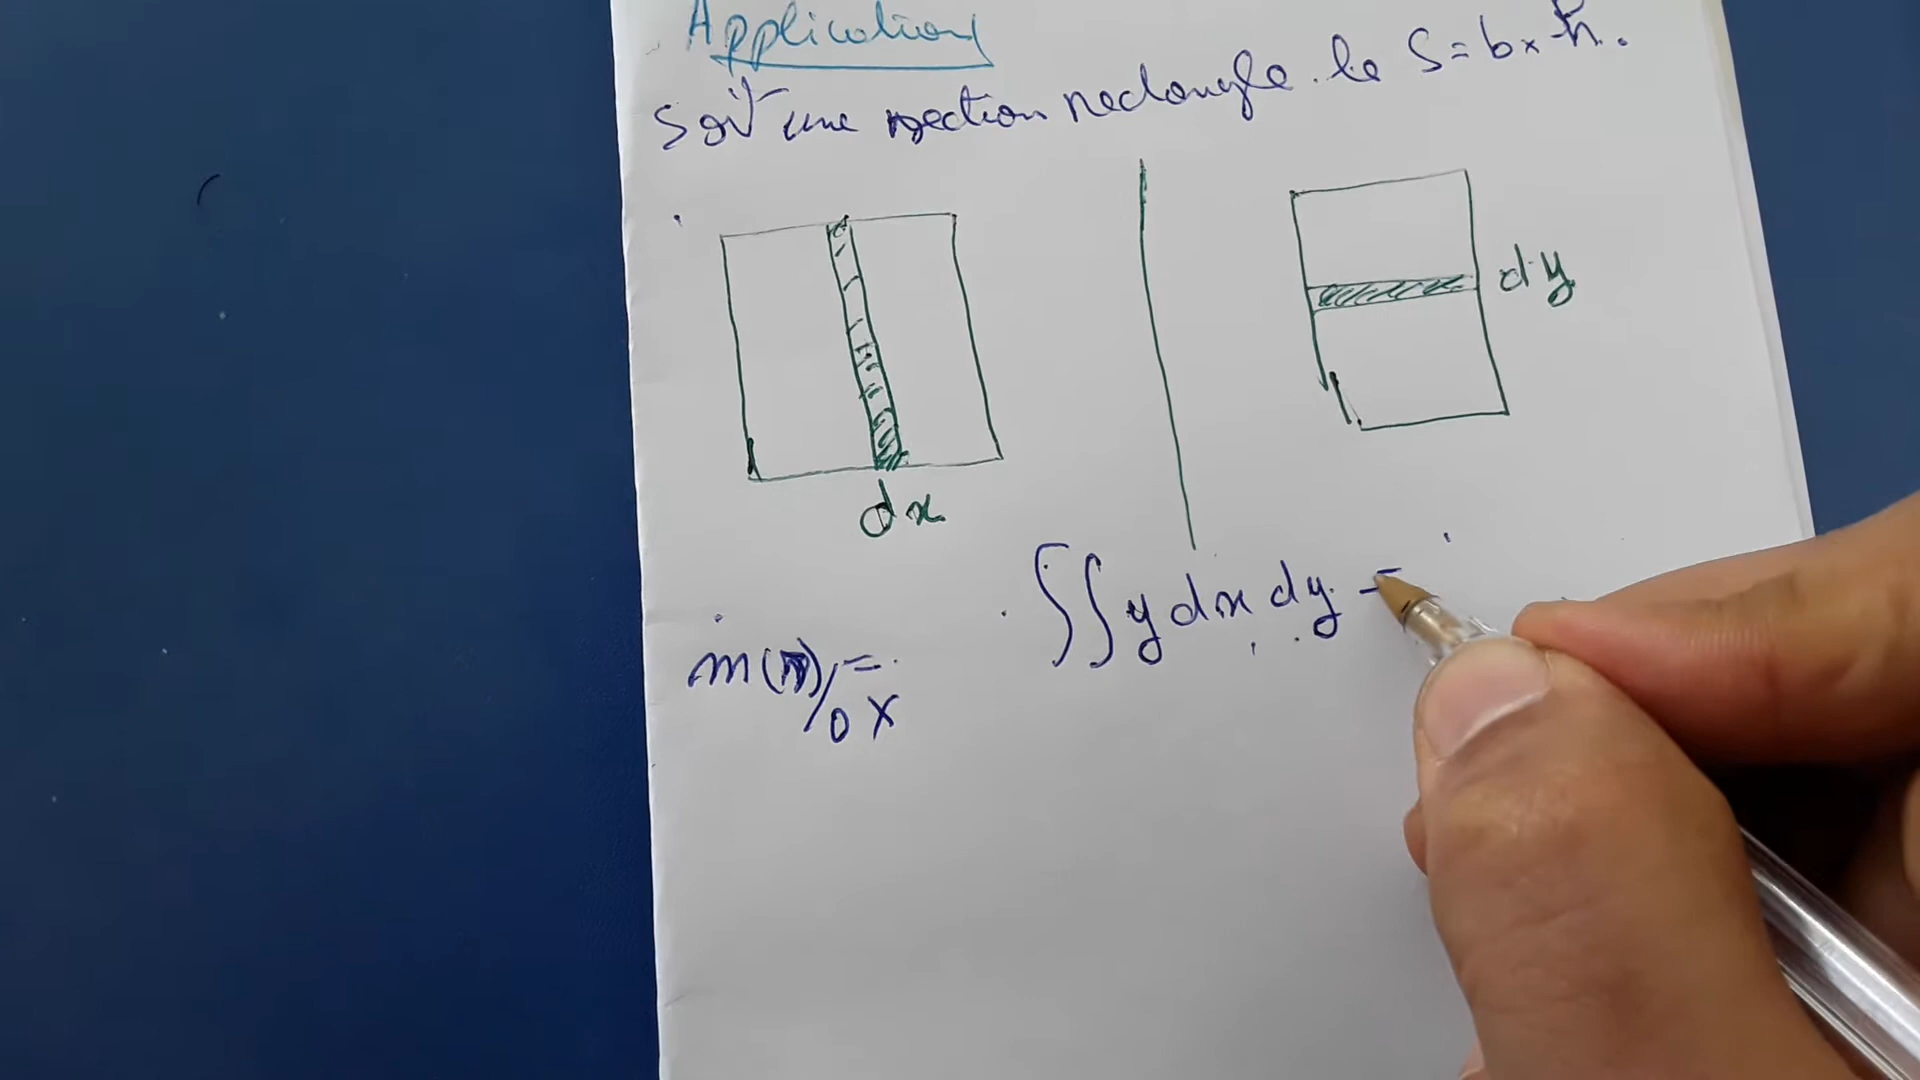 Application
Soit une section rectangle. de S = b x h.
dy
dx
∫∫ y dx dy =
m( )/OX =